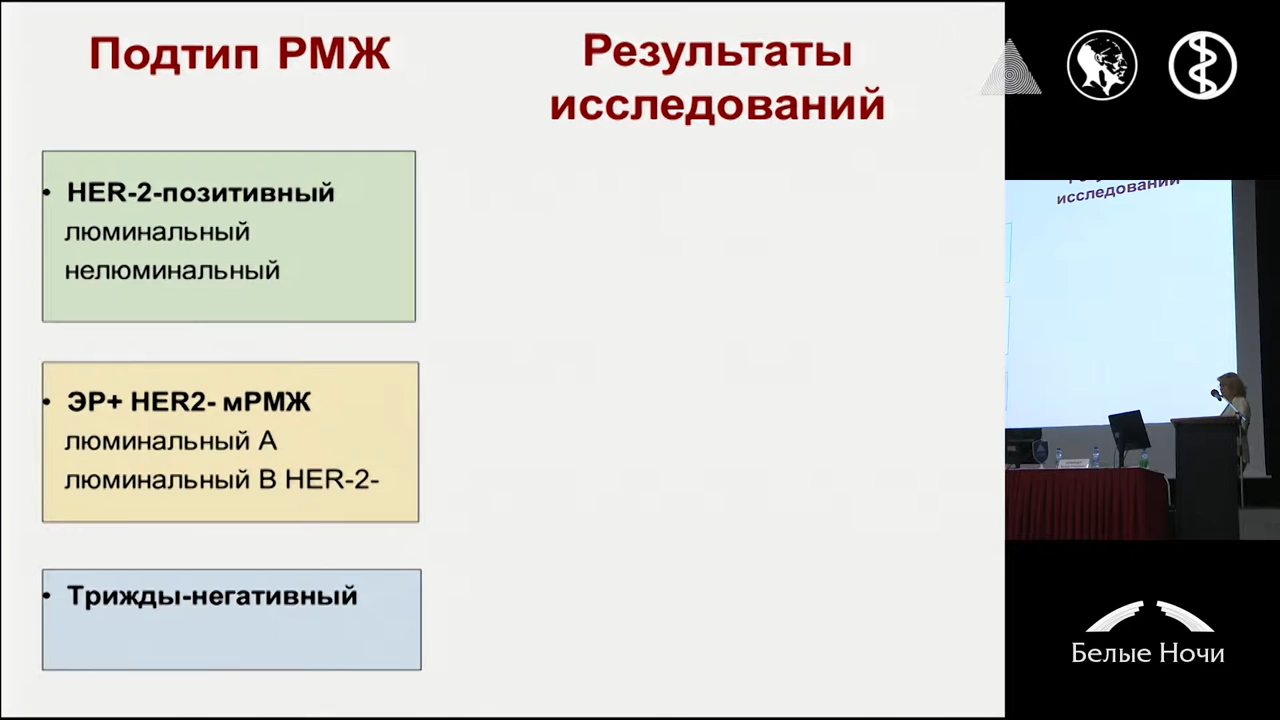 Подтип РМЖ
Результаты
исследований
• HER-2-позитивный
люминальный
нелюминальный
• ЭР+ HER2- мРМЖ
люминальный А
люминальный В HER-2-
• Трижды-негативный
исследований
Белые Ночи